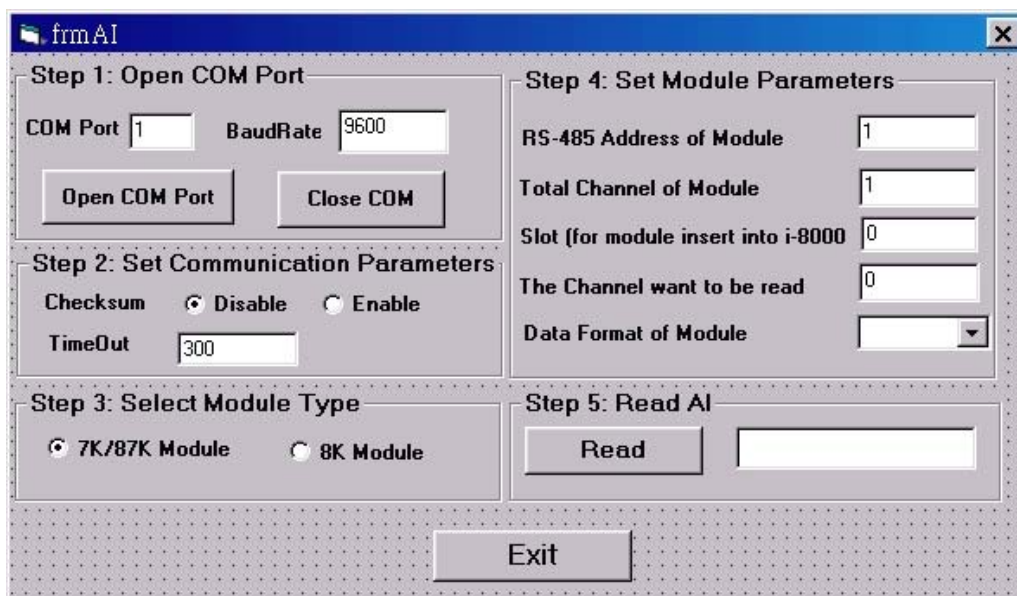 frmAI
Step 1: Open COM Port
COM Port 1 BaudRate 9600
Open COM Port Close COM
Step 2: Set Communication Parameters
Checksum Disable Enable
TimeOut 300
Step 3: Select Module Type
7K/87K Module 8K Module
Step 4: Set Module Parameters
RS-485 Address of Module 1
Total Channel of Module 1
Slot (for module insert into i-8000 0
The Channel want to be read 0
Data Format of Module
Step 5: Read AI
Read
Exit